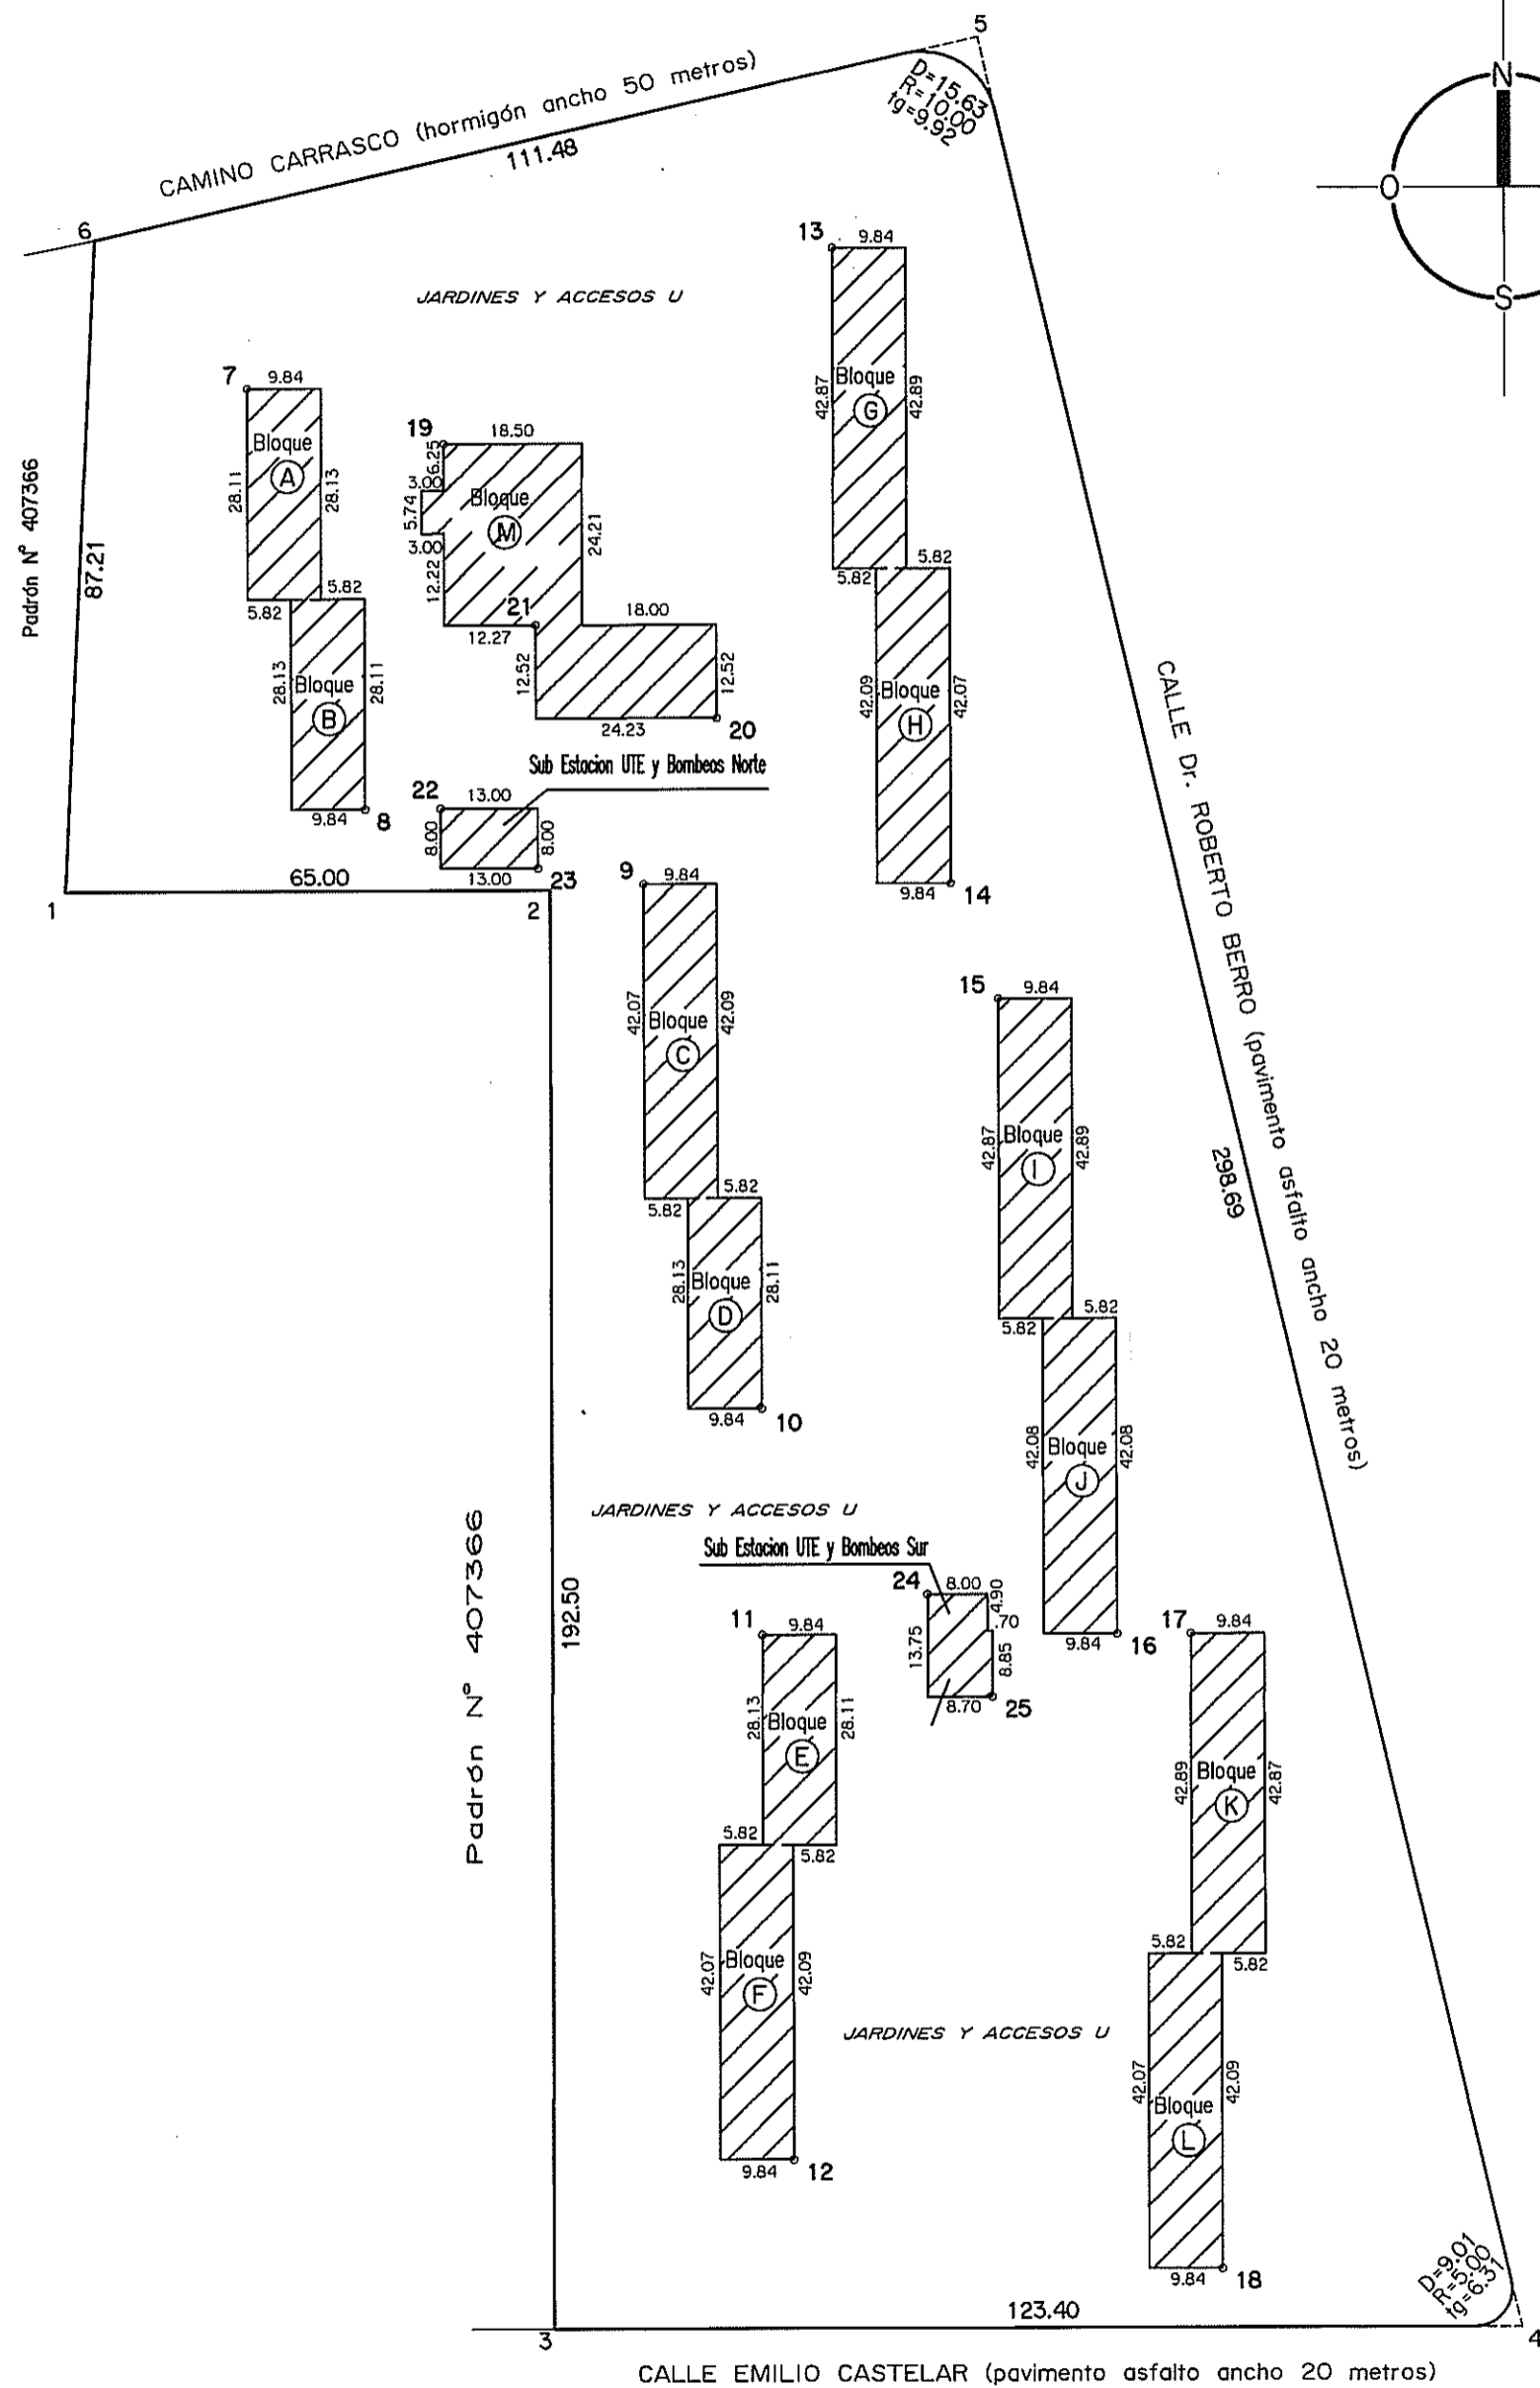 5
CAMINO CARRASCO (hormigón ancho 50 metros)
111.48
D=15.63
R=10.00
tg=9.92
N
O
S
6
JARDINES Y ACCESOS U
13
9.84
42.87
Bloque
G
42.89
5.82
5.82
7
9.84
28.11
Bloque
A
28.13
5.82
5.82
19
18.50
6.25
3.00
5.74
3.00
Bloque
M
24.21
12.22
21
18.00
12.27
12.52
12.52
24.23
20
Padrón Nº 407366
87.21
28.13
Bloque
B
28.11
9.84
8
42.09
Bloque
H
42.07
9.84
14
Sub Estacion UTE y Bombeos Norte
22
13.00
8.00
8.00
13.00
23
65.00
1
2
9
9.84
42.07
Bloque
C
42.09
5.82
5.82
CALLE Dr. ROBERTO BERRO (pavimento asfalto ancho 20 metros)
298.69
15
9.84
42.87
Bloque
I
42.89
5.82
5.82
28.13
Bloque
D
28.11
9.84
10
42.08
Bloque
J
42.08
9.84
16
JARDINES Y ACCESOS U
Sub Estacion UTE y Bombeos Sur
24
8.00
4.90
.70
13.75
8.85
8.70
25
Padrón Nº 407366
192.50
11
9.84
28.13
Bloque
E
28.11
5.82
5.82
17
9.84
42.89
Bloque
K
42.87
5.82
5.82
42.07
Bloque
F
42.09
9.84
12
JARDINES Y ACCESOS U
42.07
Bloque
L
42.09
9.84
18
D=9.01
R=5.00
tg=6.31
123.40
3
4
CALLE EMILIO CASTELAR (pavimento asfalto ancho 20 metros)